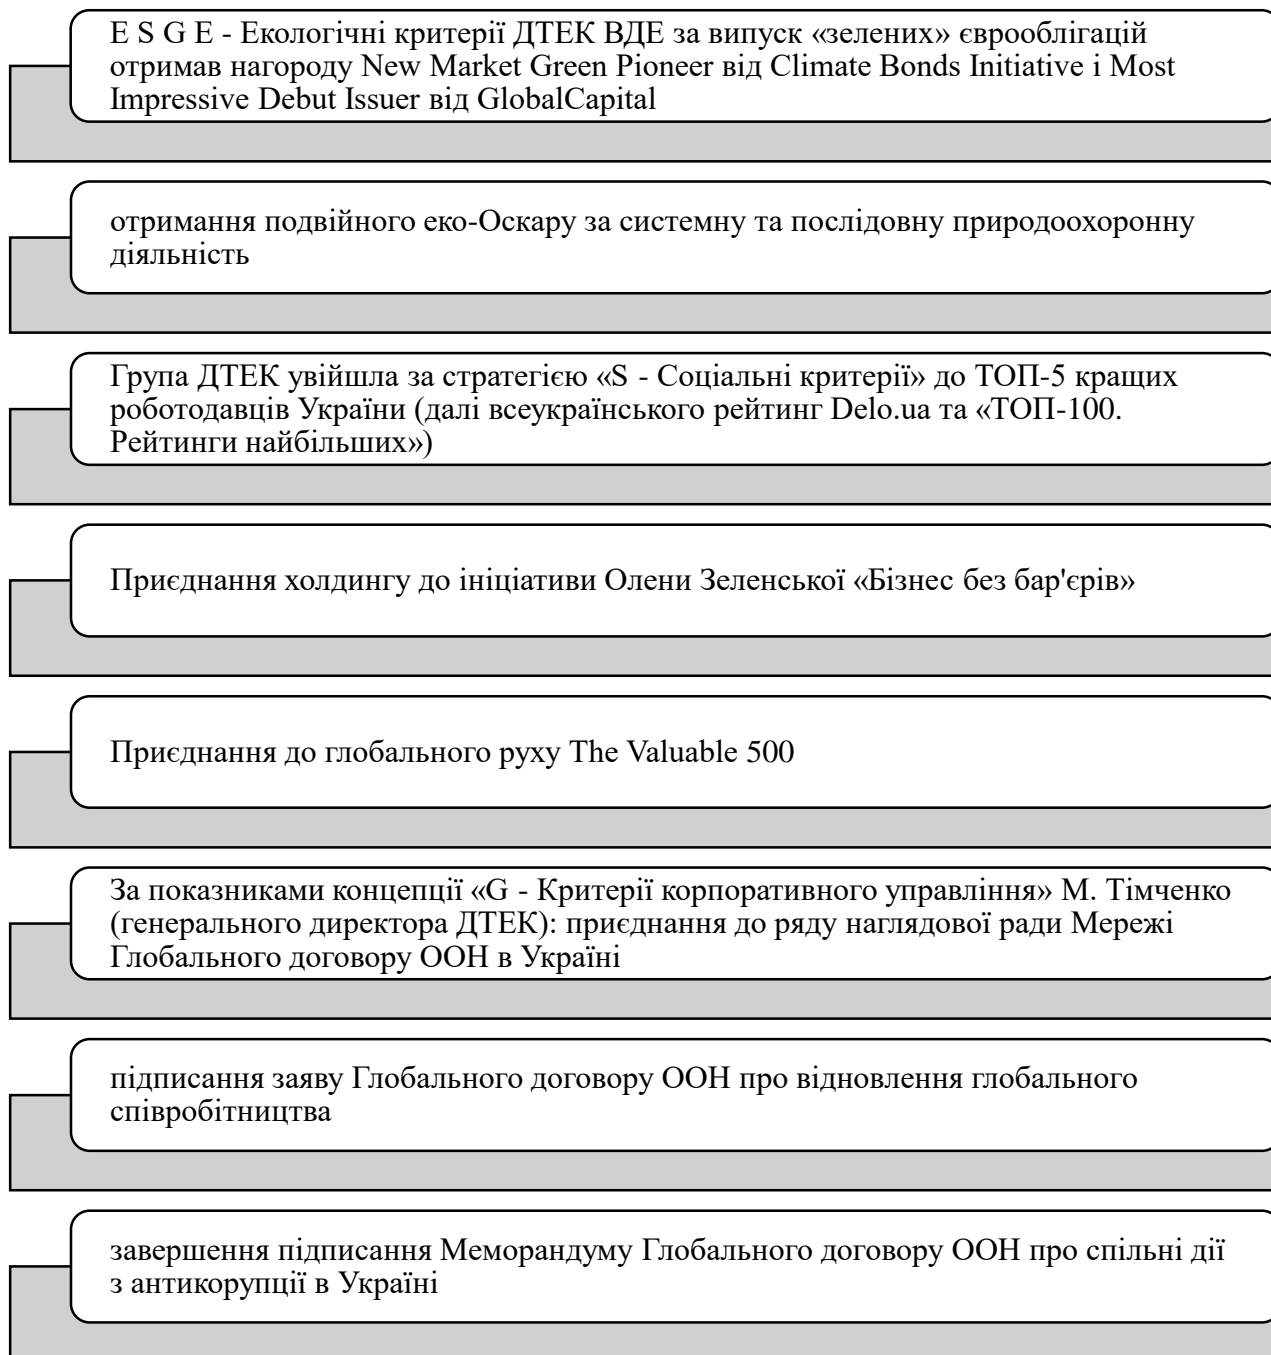 E S G E - Екологічні критерії ДТЕК ВДЕ за випуск «зелених» єврооблігацій
отримав нагороду New Market Green Pioneer від Climate Bonds Initiative і Most
Impressive Debut Issuer від GlobalCapital
отримання подвійного еко-Оскару за системну та послідовну природоохоронну
діяльність
Група ДТЕК увійшла за стратегією «S - Соціальні критерії» до ТОП-5 кращих
роботодавців України (далі всеукраїнського рейтинг Delo.ua та «ТОП-100.
Рейтинги найбільших»)
Приєднання холдингу до ініціативи Олени Зеленської «Бізнес без бар'єрів»
Приєднання до глобального руху The Valuable 500
За показниками концепції «G - Критерії корпоративного управління» М. Тімченко
(генерального директора ДТЕК): приєднання до ряду наглядової ради Мережі
Глобального договору ООН в Україні
підписання заяву Глобального договору ООН про відновлення глобального
співробітництва
завершення підписання Меморандуму Глобального договору ООН про спільні дії
з антикорупції в Україні